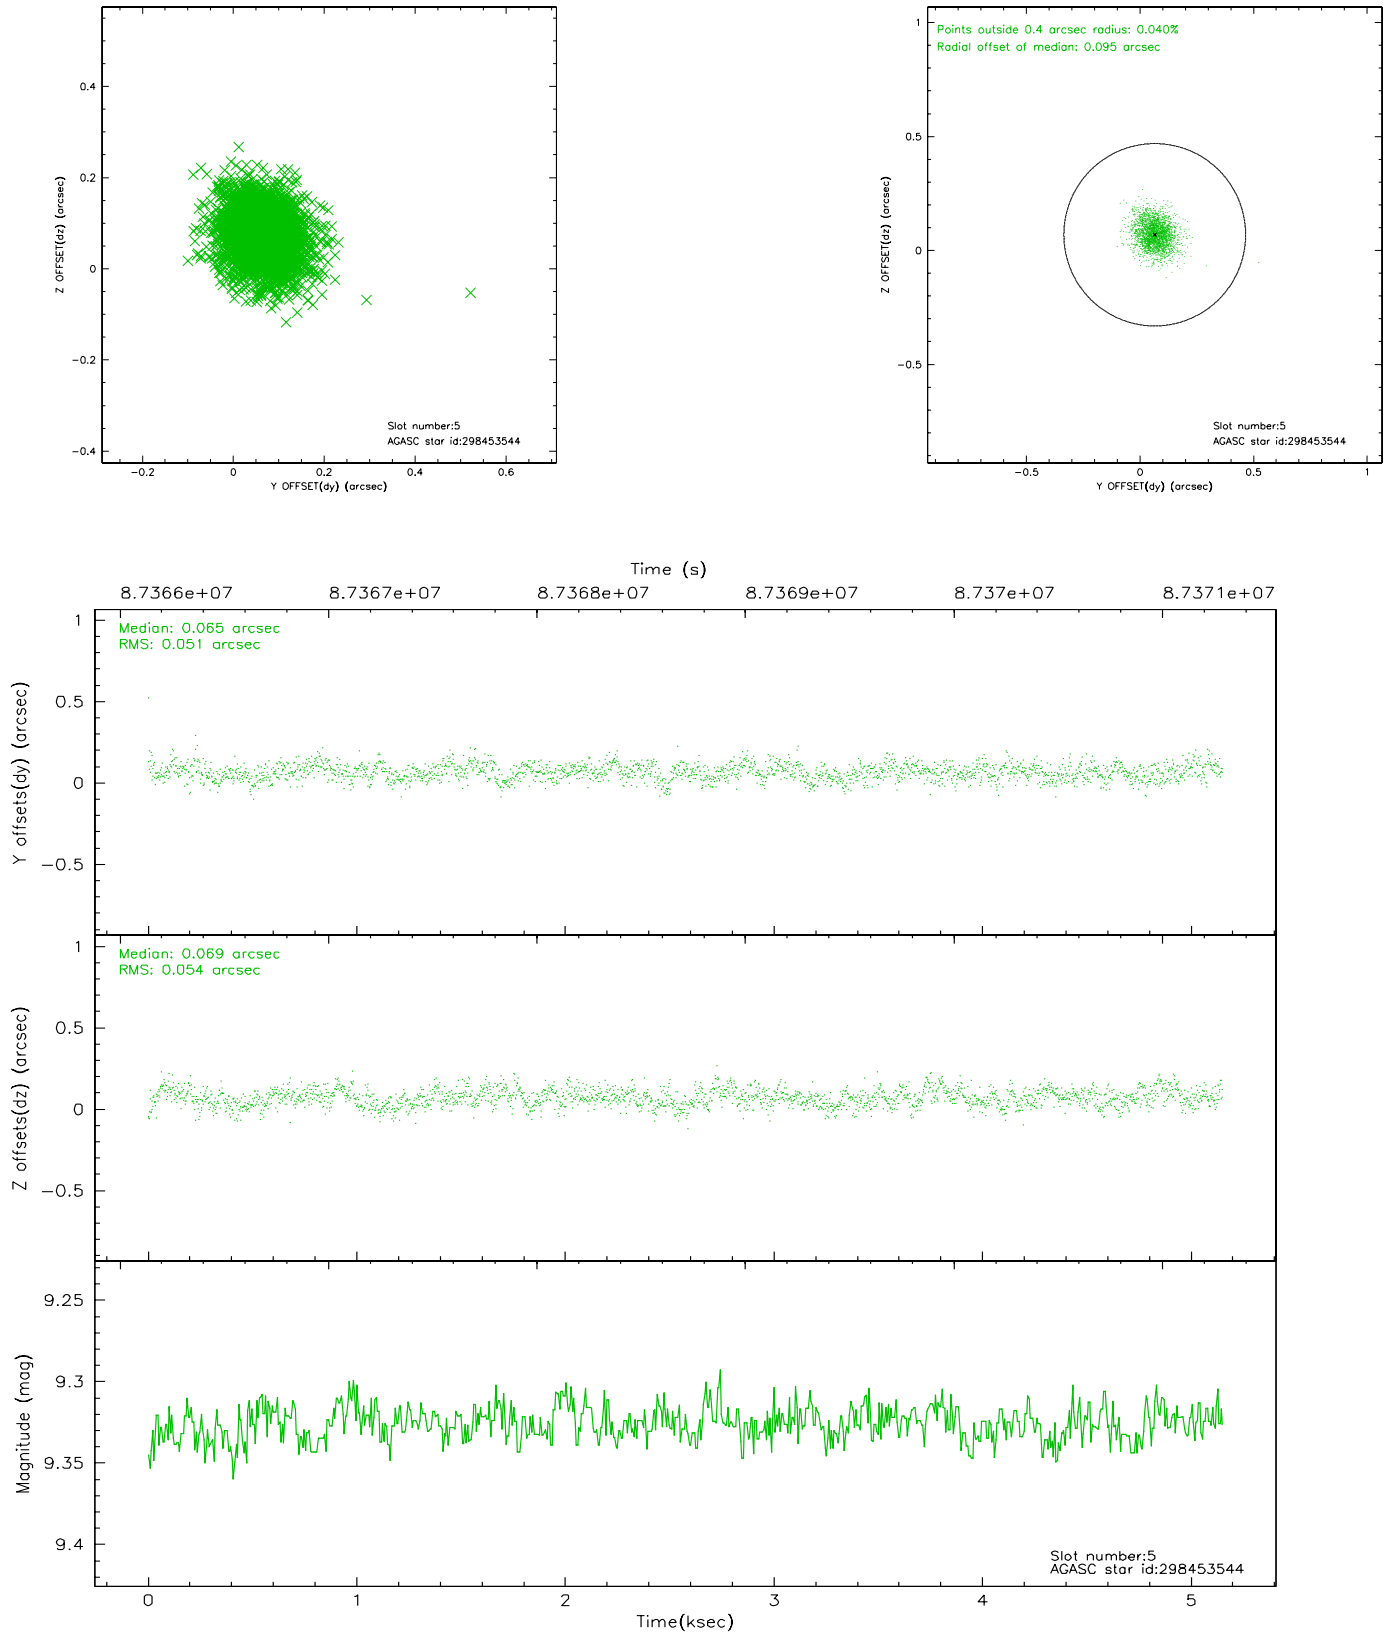 0.4
0.2
0
−0.2
−0.4
Z OFFSET(dz) (arcsec)
Slot number:5
AGASC star id:298453544
−0.2 0 0.2 0.4 0.6
Y OFFSET(dy) (arcsec)
Points outside 0.4 arcsec radius: 0.040%
Radial offset of median: 0.095 arcsec
1
0.5
0
−0.5
Z OFFSET(dz) (arcsec)
Slot number:5
AGASC star id:298453544
−0.5 0 0.5 1
Y OFFSET(dy) (arcsec)
Time (s)
8.7366e+07 8.7367e+07 8.7368e+07 8.7369e+07 8.737e+07 8.7371e+07
Median: 0.065 arcsec
RMS: 0.051 arcsec
1
0.5
0
−0.5
Y offsets(dy) (arcsec)
Median: 0.069 arcsec
RMS: 0.054 arcsec
1
0.5
0
−0.5
Z offsets(dz) (arcsec)
9.25
9.3
9.35
9.4
Magnitude (mag)
Slot number:5
AGASC star id:298453544
0 1 2 3 4 5
Time(ksec)